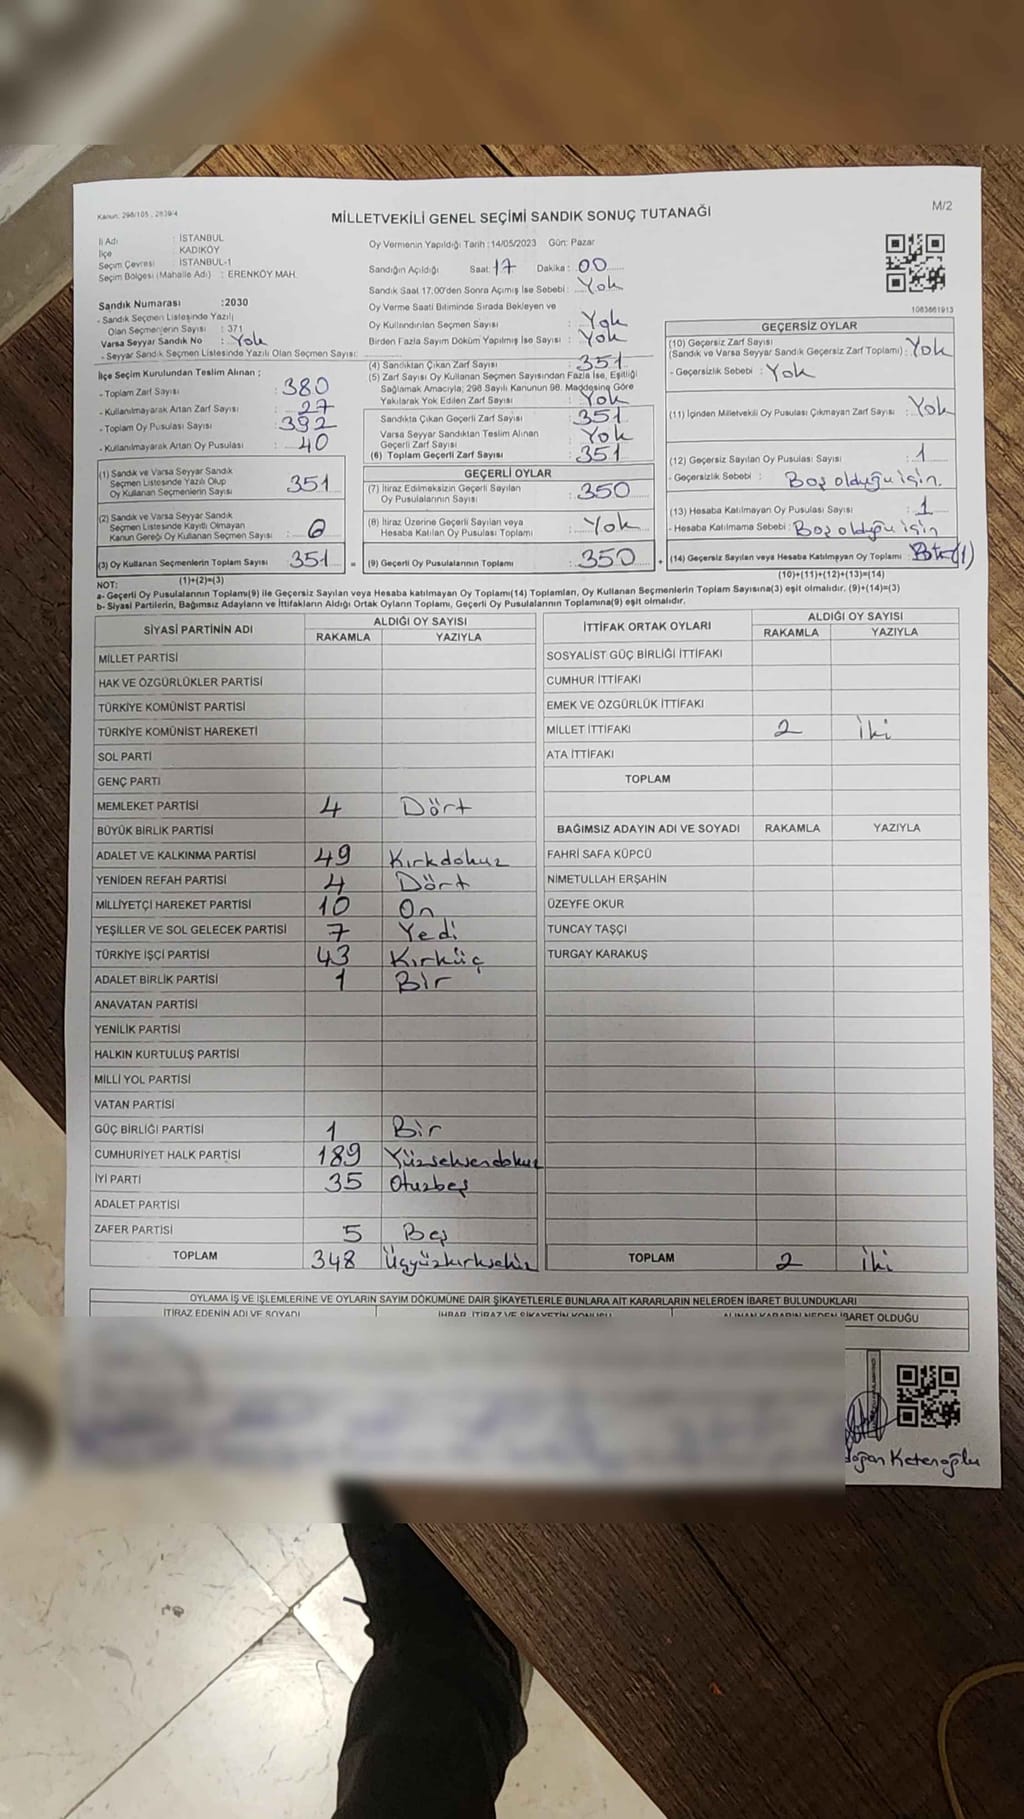 Kanun: 298/105 , 2839/4
MİLLETVEKİLİ GENEL SEÇİMİ SANDIK SONUÇ TUTANAĞI
M/2
İl Adı : İSTANBUL
İlçe : KADIKÖY
Seçim Çevresi : İSTANBUL-1
Seçim Bölgesi (Mahalle Adı) : ERENKÖY MAH.
Sandık Numarası :2030
- Sandık Seçmen Listesinde Yazılı
Olan Seçmenlerin Sayısı : 371
Varsa Seyyar Sandık No : Yok
- Seyyar Sandık Seçmen Listesinde Yazılı Olan Seçmen Sayısı:
İlçe Seçim Kurulundan Teslim Alınan ;
- Toplam Zarf Sayısı : 380
- Kullanılmayarak Artan Zarf Sayısı : 27
- Toplam Oy Pusulası Sayısı : 392
- Kullanılmayarak Artan Oy Pusulası : 40
(1) Sandık ve Varsa Seyyar Sandık
Seçmen Listesinde Yazılı Olup
Oy Kullanan Seçmenlerin Sayısı : 351
(2) Sandık ve Varsa Seyyar Sandık
Seçmen Listesinde Kayıtlı Olmayan
Kanun Gereği Oy Kullanan Seçmen Sayısı :
(3) Oy Kullanan Seçmenlerin Toplam Sayısı : 351 =
Oy Vermenin Yapıldığı Tarih : 14/05/2023 Gün: Pazar
Sandığın Açıldığı Saat: 17 Dakika : 00
Sandık Saat 17.00'den Sonra Açılmış İse Sebebi : Yok
Oy Verme Saati Bitiminde Sırada Bekleyen ve
Oy Kullandırılan Seçmen Sayısı : Yok
Birden Fazla Sayım Döküm Yapılmış İse Sayısı : Yok
(4) Sandıktan Çıkan Zarf Sayısı : 351
(5) Zarf Sayısı Oy Kullanan Seçmen Sayısından Fazla İse, Eşitliği
Sağlamak Amacıyla; 298 Sayılı Kanunun 98. Maddesine Göre
Yakılarak Yok Edilen Zarf Sayısı : Yok
Sandıkta Çıkan Geçerli Zarf Sayısı : 351
Varsa Seyyar Sandıktan Teslim Alınan
Geçerli Zarf Sayısı : Yok
(6) Toplam Geçerli Zarf Sayısı : 351
GEÇERLİ OYLAR
(7) İtiraz Edilmeksizin Geçerli Sayılan
Oy Pusulalarının Sayısı : 350
(8) İtiraz Üzerine Geçerli Sayılan veya
Hesaba Katılan Oy Pusulası Toplamı : Yok
(9) Geçerli Oy Pusulalarının Toplamı : 350 +
1083661913
GEÇERSİZ OYLAR
(10) Geçersiz Zarf Sayısı
(Sandık ve Varsa Seyyar Sandık Geçersiz Zarf Toplamı) : Yok
- Geçersizlik Sebebi : Yok
(11) İçinden Milletvekili Oy Pusulası Çıkmayan Zarf Sayısı : Yok
(12) Geçersiz Sayılan Oy Pusulası Sayısı : 1
- Geçersizlik Sebebi : Boş olduğu için.
(13) Hesaba Katılmayan Oy Pusulası Sayısı : 1
- Hesaba Katılmama Sebebi : Boş olduğu için
(14) Geçersiz Sayılan veya Hesaba Katılmayan Oy Toplamı : (1)
NOT: (1)+(2)=(3)
(10)+(11)+(12)+(13)=(14)
a- Geçerli Oy Pusulalarının Toplamı(9) ile Geçersiz Sayılan veya Hesaba katılmayan Oy Toplamı(14) Toplamları, Oy Kullanan Seçmenlerin Toplam Sayısına(3) eşit olmalıdır. (9)+(14)=(3)
b- Siyasi Partilerin, Bağımsız Adayların ve İttifakların Aldığı Ortak Oyların Toplamı, Geçerli Oy Pusulalarının Toplamına(9) eşit olmalıdır.
SİYASİ PARTİNİN ADI ALDIĞI OY SAYISI
RAKAMLA YAZIYLA
MİLLET PARTİSİ
HAK VE ÖZGÜRLÜKLER PARTİSİ
TÜRKİYE KOMÜNİST PARTİSİ
TÜRKİYE KOMÜNİST HAREKETİ
SOL PARTİ
GENÇ PARTİ
MEMLEKET PARTİSİ 4 Dört
BÜYÜK BİRLİK PARTİSİ
ADALET VE KALKINMA PARTİSİ 49 Kırkdokuz
YENİDEN REFAH PARTİSİ 4 Dört
MİLLİYETÇİ HAREKET PARTİSİ 10 On
YEŞİLLER VE SOL GELECEK PARTİSİ 7 Yedi
TÜRKİYE İŞÇİ PARTİSİ 43 Kırküç
ADALET BİRLİK PARTİSİ 1 Bir
ANAVATAN PARTİSİ
YENİLİK PARTİSİ
HALKIN KURTULUŞ PARTİSİ
MİLLİ YOL PARTİSİ
VATAN PARTİSİ
GÜÇ BİRLİĞİ PARTİSİ 1 Bir
CUMHURİYET HALK PARTİSİ 189 Yüzseksendokuz
İYİ PARTİ 35 Otuzbeş
ADALET PARTİSİ
ZAFER PARTİSİ 5 Beş
TOPLAM 348 Üçyüzkırksekiz
İTTİFAK ORTAK OYLARI ALDIĞI OY SAYISI
RAKAMLA YAZIYLA
SOSYALİST GÜÇ BİRLİĞİ İTTİFAKI
CUMHUR İTTİFAKI
EMEK VE ÖZGÜRLÜK İTTİFAKI
MİLLET İTTİFAKI 2 İki
ATA İTTİFAKI
TOPLAM
BAĞIMSIZ ADAYIN ADI VE SOYADI RAKAMLA YAZIYLA
FAHRİ SAFA KÜPCÜ
NİMETULLAH ERŞAHİN
ÜZEYFE OKUR
TUNCAY TAŞÇI
TURGAY KARAKUŞ
TOPLAM 2 İki
OYLAMA İŞ VE İŞLEMLERİNE VE OYLARIN SAYIM DÖKÜMÜNE DAİR ŞİKAYETLERLE BUNLARA AİT KARARLARIN NELERDEN İBARET BULUNDUKLARI
İTİRAZ EDENİN ADI VE SOYADI İHBAR, İTİRAZ VE ŞİKAYETİN KONUSU ALINAN KARARIN NEDEN İBARET OLDUĞU
doğan Ketenoğlu